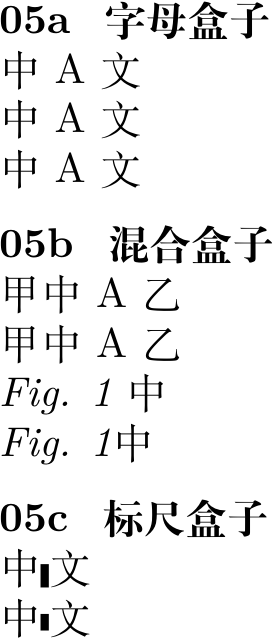 05a 字母盒子
中 A 文
中 A 文
中 A 文
05b 混合盒子
甲中 A 乙
甲中 A 乙
Fig. 1 中
Fig. 1中
05c 标尺盒子
中▮文
中▮文